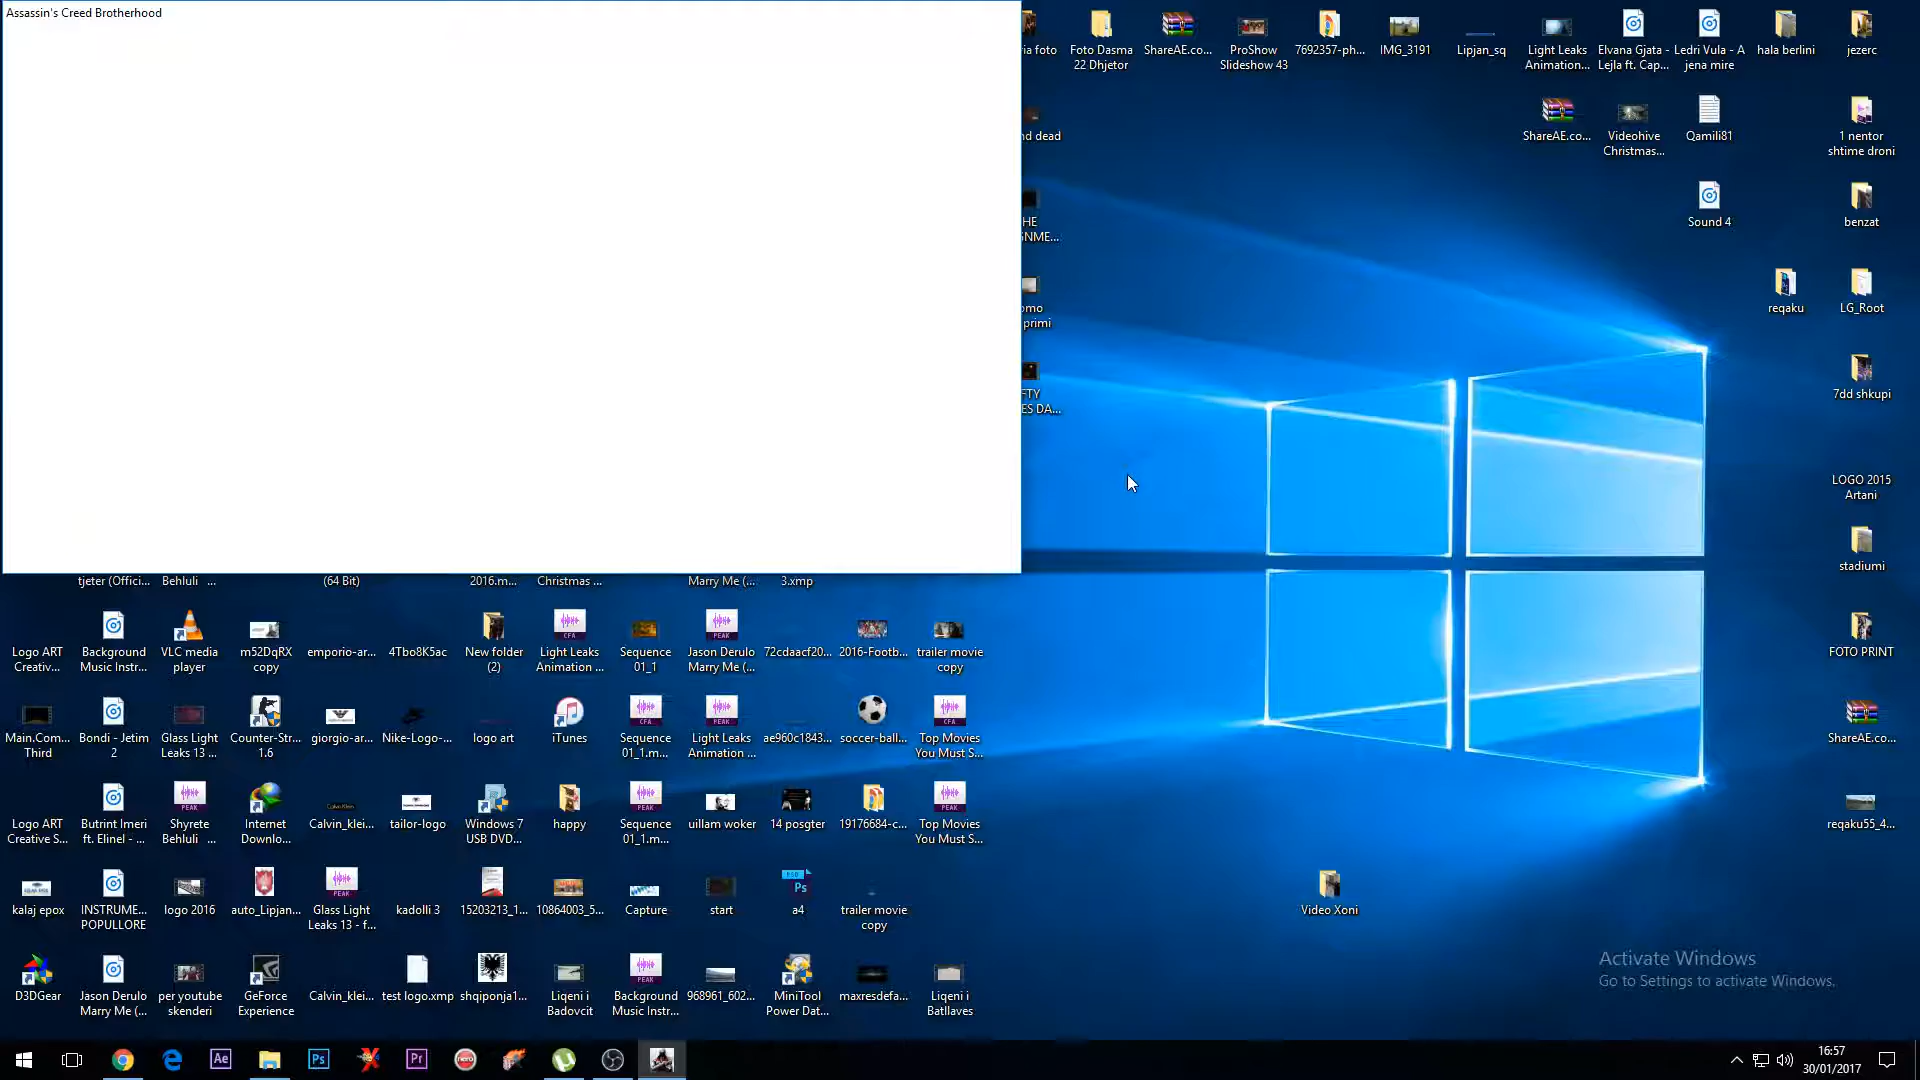 Assassin's Creed Brotherhood
via foto
Foto Dasma
22 Dhjetor
ShareAE.co...
ProShow
Slideshow 43
7692357-ph...
IMG_3191
Lipjan_sq
Light Leaks
Animation...
Elvana Gjata -
Lejla ft. Cap...
Ledri Vula - A
jena mire
hala berlini
jezerc
nd dead
ShareAE.co...
Videohive
Christmas...
Qamili81
1 nentor
shtime droni
Sound 4
benzat
reqaku
LG_Root
primi
7dd shkupi
ES DA...
LOGO 2015
Artani
stadiumi
tjeter (Offici...
Behluli ...
(64 Bit)
2016.m...
Christmas ...
Marry Me (...
3.xmp
Logo ART
Creativ...
Background
Music Instr...
VLC media
player
m52DqRX
copy
emporio-ar...
4Tbo8K5ac
New folder
(2)
Light Leaks
Animation ...
Sequence
01_1
Jason Derulo
Marry Me (...
72cdaacf20...
2016-Footb...
trailer movie
copy
FOTO PRINT
Main.Com...
Third
Bondi - Jetim
2
Glass Light
Leaks 13 ...
Counter-Str...
1.6
giorgio-ar...
Nike-Logo-...
logo art
iTunes
Sequence
01_1.m...
Light Leaks
Animation ...
ae960c1843...
soccer-ball...
Top Movies
You Must S...
ShareAE.co...
Logo ART
Creative S...
Butrint Imeri
ft. Elinel - ...
Shyrete
Behluli ...
Internet
Downlo...
Calvin_klei...
tailor-logo
Windows 7
USB DVD...
happy
Sequence
01_1.m...
uillam woker
14 posgter
19176684-c...
Top Movies
You Must S...
reqaku55_4...
kalaj epox
INSTRUME...
POPULLORE
logo 2016
auto_Lipjan...
Glass Light
Leaks 13 - f...
kadolli 3
15203213_1...
10864003_5...
Capture
start
a4
trailer movie
copy
Video Xoni
D3DGear
Jason Derulo
Marry Me (...
per youtube
skenderi
GeForce
Experience
Calvin_klei...
test logo.xmp
shqiponja1...
Liqeni i
Badovcit
Background
Music Instr...
968961_602...
MiniTool
Power Dat...
maxresdefa...
Liqeni i
Batllaves
Activate Windows
Go to Settings to activate Windows.
16:57
30/01/2017